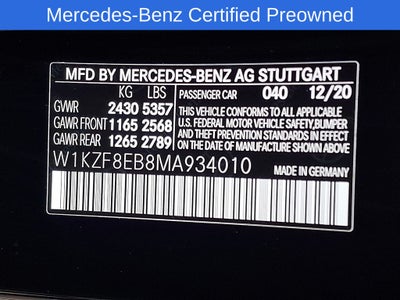 Mercedes-Benz Certified Preowned
MFD BY MERCEDES-BENZ AG STUTTGART
KG LBS PASSENGER CAR 040 12/20
GVWR 2430 5357
GAWR FRONT 1165 2568
GAWR REAR 1265 2789
THIS VEHICLE CONFORMS TO ALL APPLICABLE
U.S. FEDERAL MOTOR VEHICLE SAFETY,BUMPER
AND THEFT PREVENTION STANDARDS IN EFFECT
ON THE DATE OF MANUFACTURE SHOWN ABOVE.
W1KZF8EB8MA934010
MADE IN GERMANY